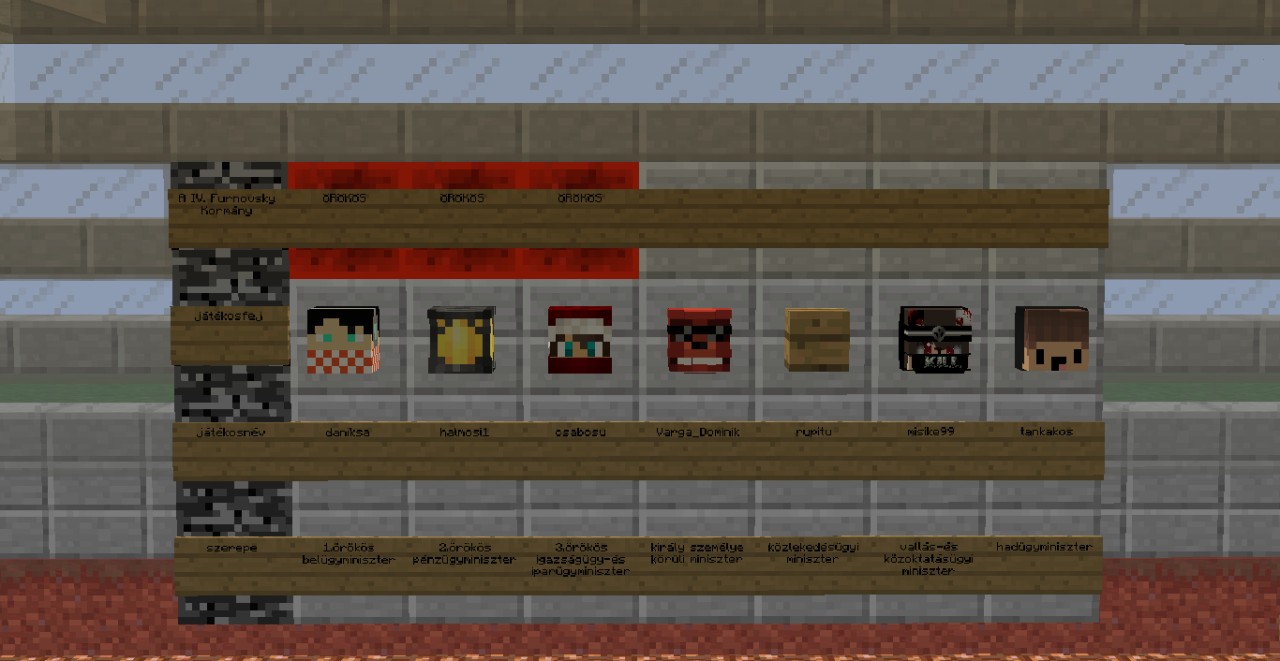 A IV. Furnovsky
Kormány
ÖRÖKÖS
ÖRÖKÖS
ÖRÖKÖS
játékosfej
játékosnév
daniksa
halmosi1
csabosu
Varga_Dominik
rupitu
misike99
tankakos
szerepe
1.örökös
belügyminiszter
2.örökös
pénzügyminiszter
3.örökös
igazságügy-és
iparügyminiszter
király személye
körüli miniszter
közlekedésügyi
miniszter
vallás-és
közoktatásügyi
miniszter
hadügyminiszter